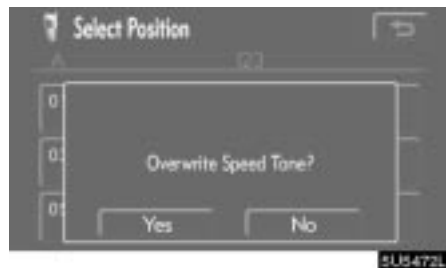 Select Position
Overwrite Speed Tone?
Yes
No
5U5472L